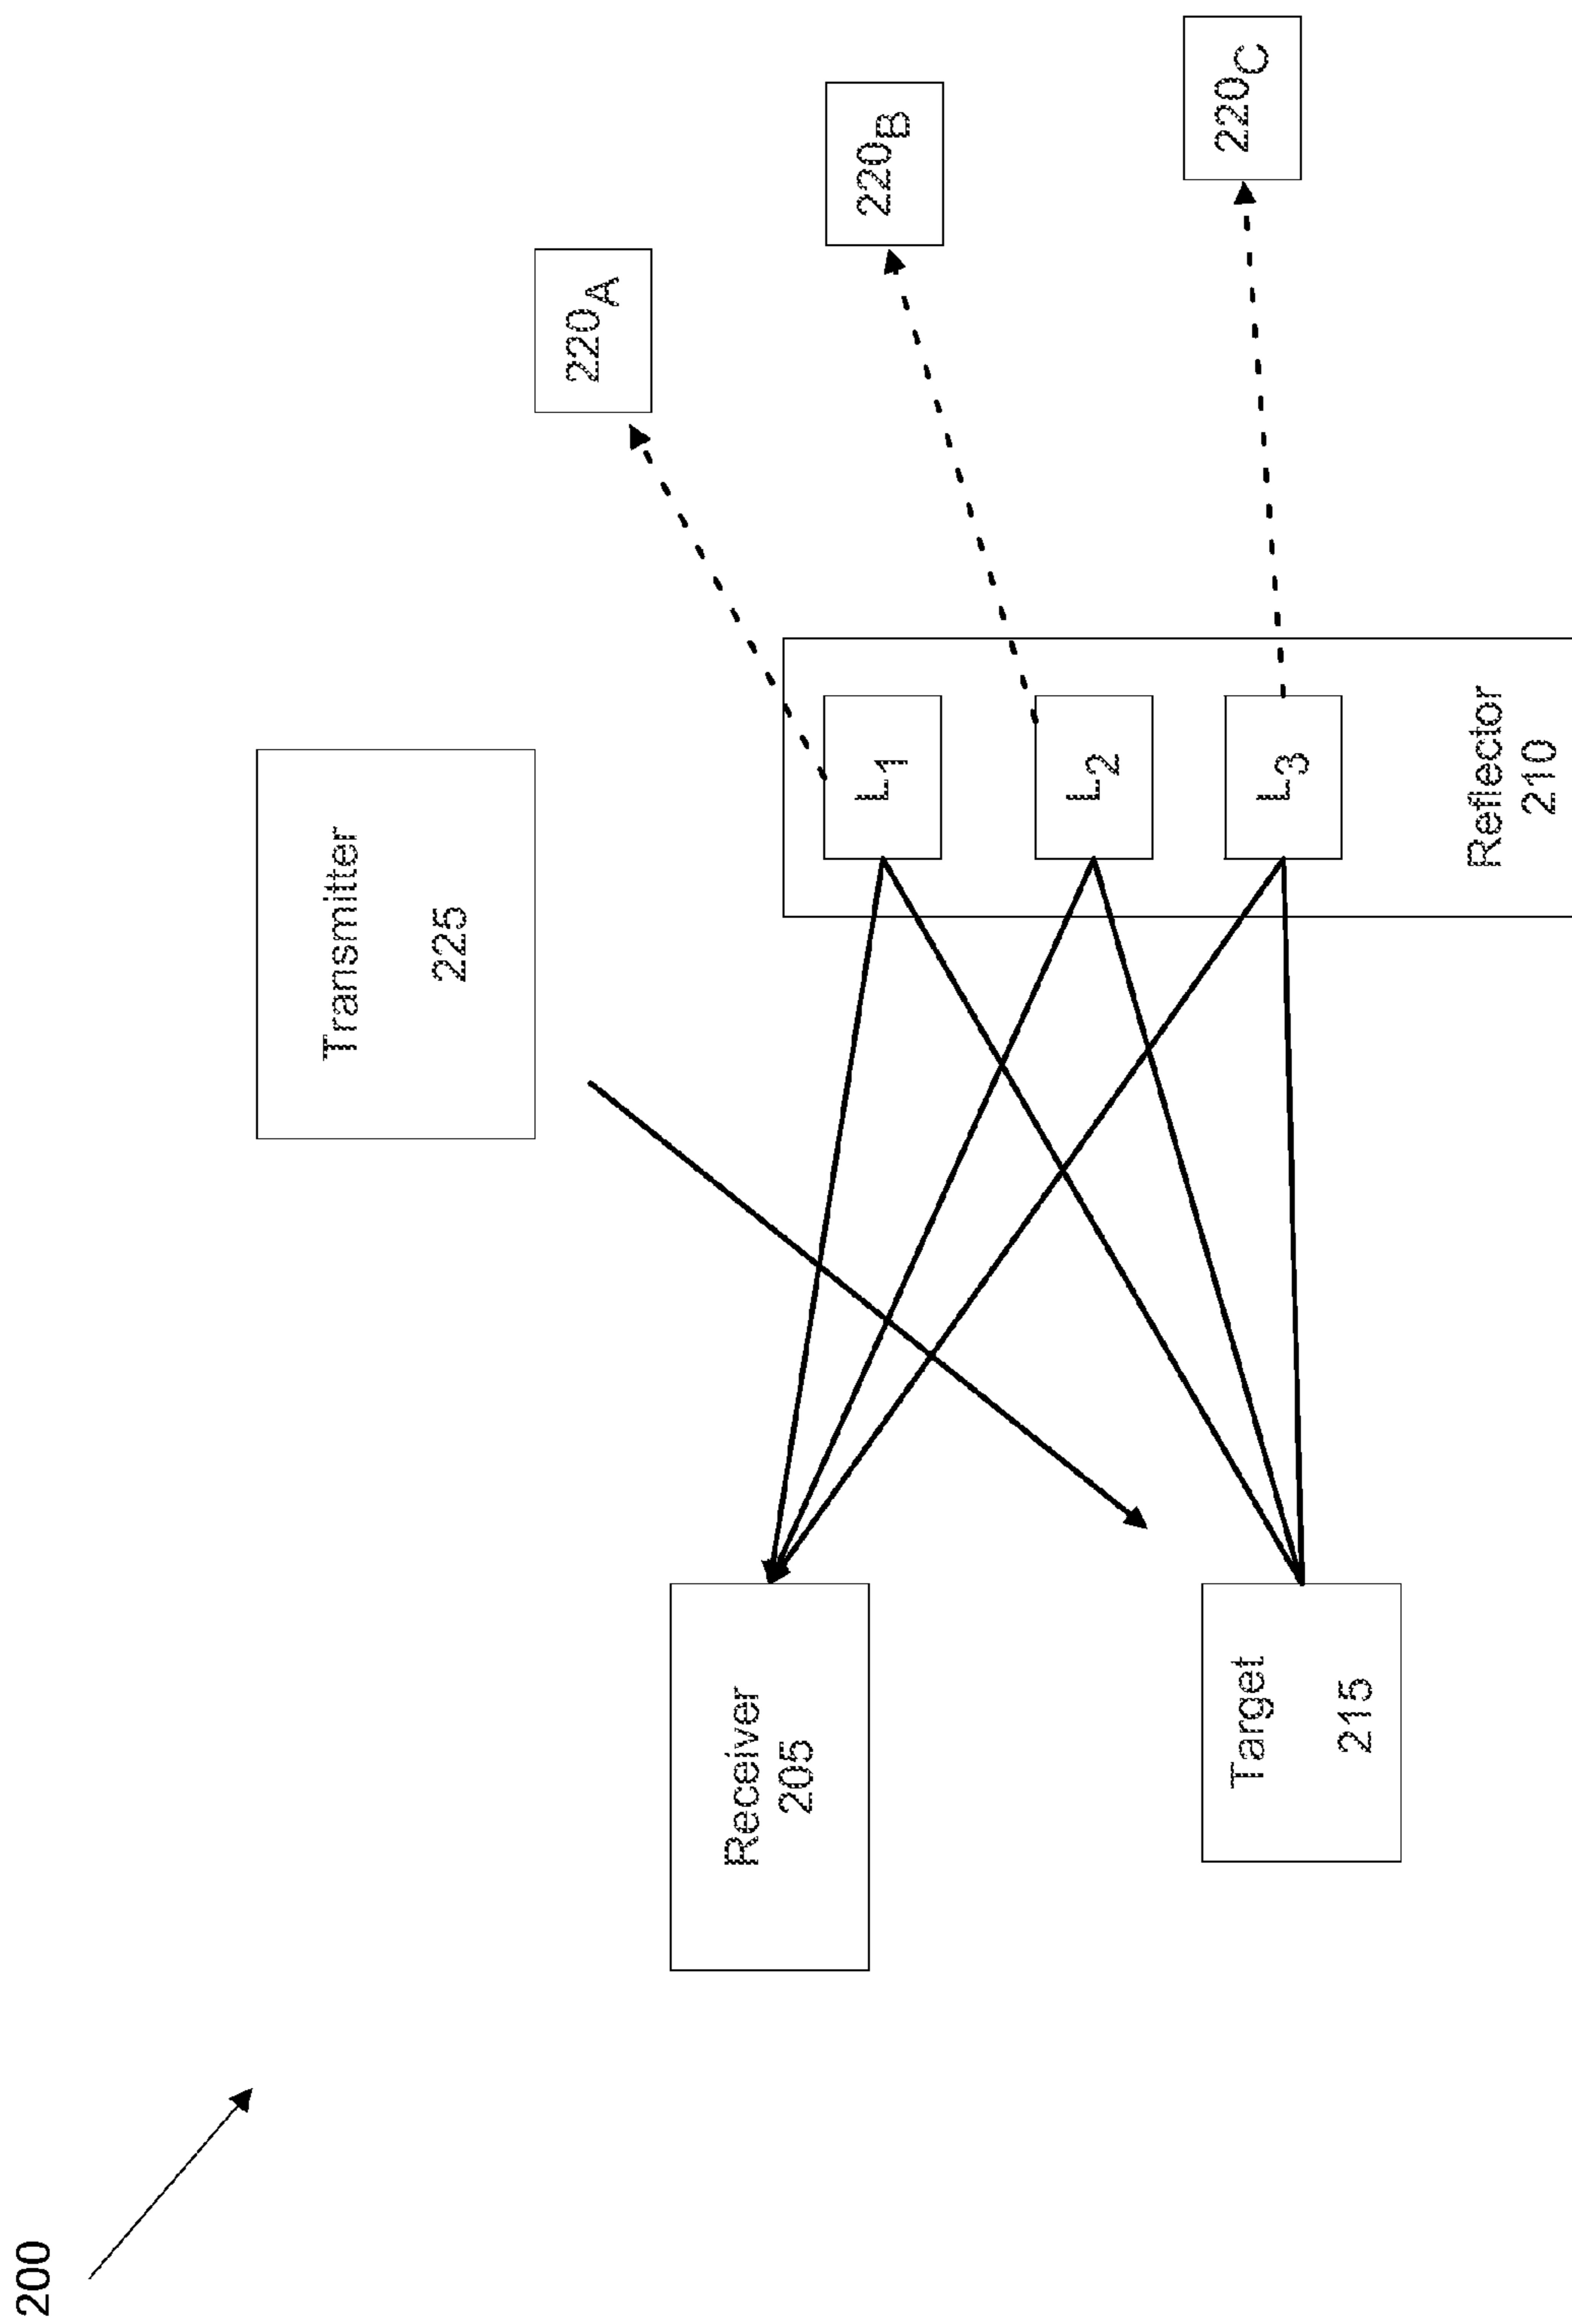 200
Transmitter
225
220A
220B
220C
Receiver
205
L1
L2
L3
Target
215
Reflector
210